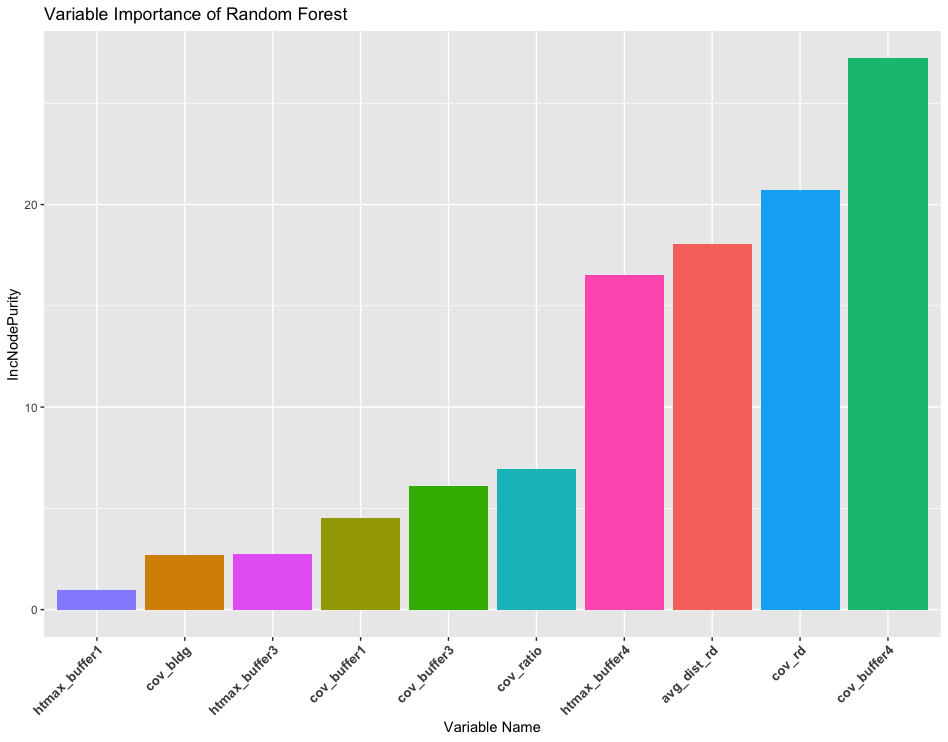 Variable Importance of Random Forest
IncNodePurity
20
10
0
htmax_buffer1
cov_bldg
htmax_buffer3
cov_buffer1
cov_buffer3
cov_ratio
htmax_buffer4
avg_dist_rd
cov_rd
cov_buffer4
Variable Name